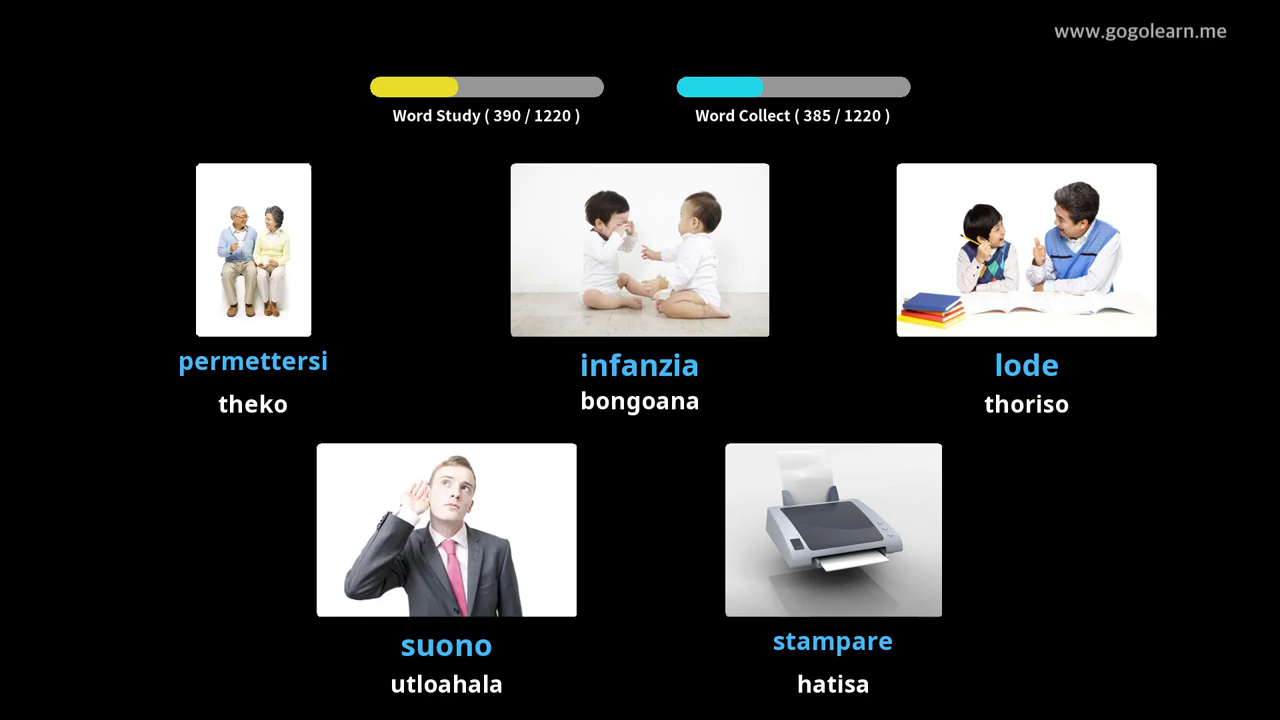 www.gogolearn.me
Word Study ( 390 / 1220 )
Word Collect ( 385 / 1220 )
permettersi
theko
infanzia
bongoana
lode
thoriso
suono
utloahala
stampare
hatisa